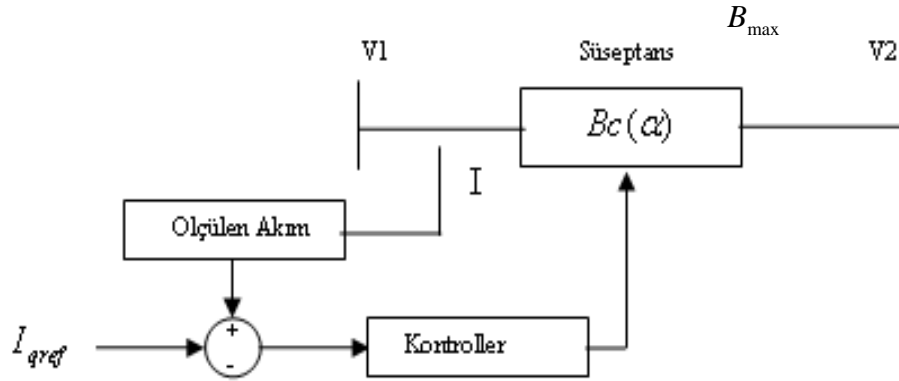 B_max
V1 Süseptans V2
Bc(α)
I
Olçülen Akım
+
I_qref
-
Kontroller